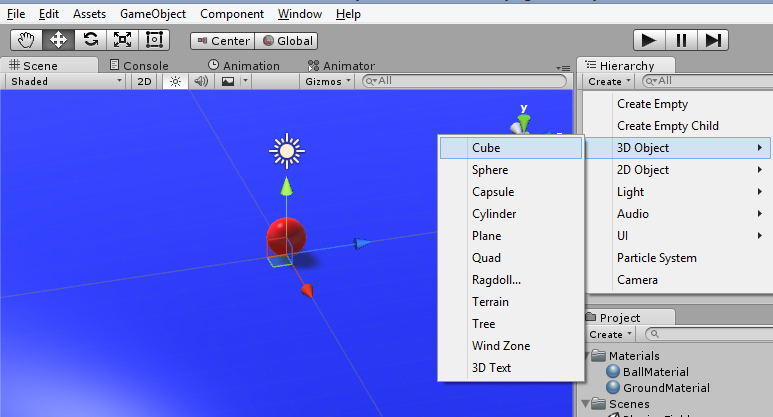 File Edit Assets GameObject Component Window Help
Center Global
Scene Console Animation Animator
Shaded 2D Gizmos All
y
Hierarchy
Create All
Create Empty
Create Empty Child
3D Object
2D Object
Light
Audio
UI
Particle System
Camera
Cube
Sphere
Capsule
Cylinder
Plane
Quad
Ragdoll...
Terrain
Tree
Wind Zone
3D Text
Project
Create
Materials
BallMaterial
GroundMaterial
Scenes